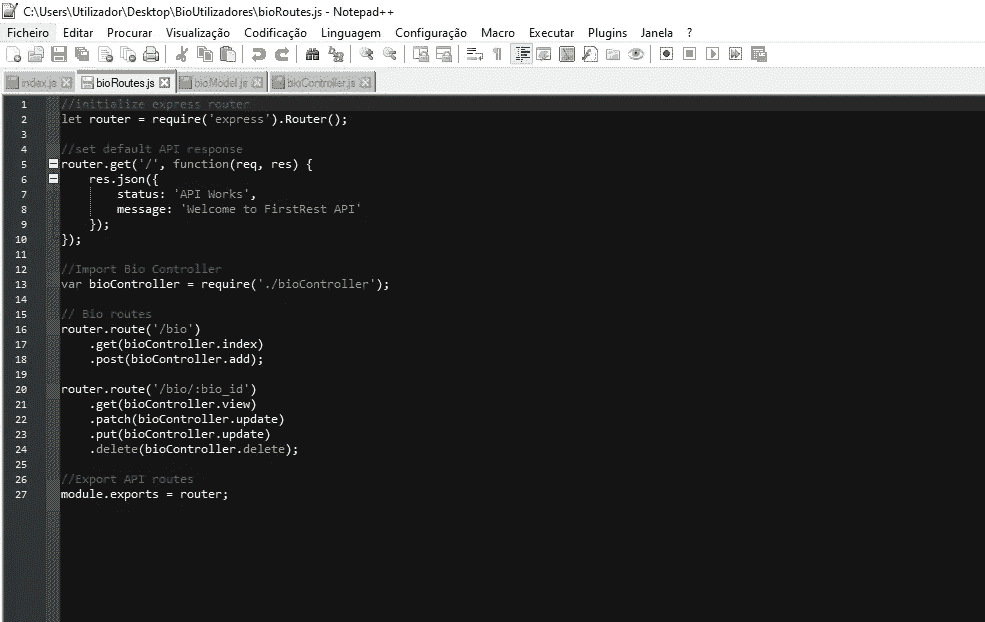 C:\Users\Utilizador\Desktop\BioUtilizadores\bioRoutes.js - Notepad++
Ficheiro Editar Procurar Visualização Codificação Linguagem Configuração Macro Executar Plugins Janela ?
index.js bioRoutes.js bioModel.js bioController.js
1 //initialize express router
2 let router = require('express').Router();
3
4 //set default API response
5 router.get('/', function(req, res) {
6 res.json({
7 status: 'API Works',
8 message: 'Welcome to FirstRest API'
9 });
10 });
11
12 //Import Bio Controller
13 var bioController = require('./bioController');
14
15 // Bio routes
16 router.route('/bio')
17 .get(bioController.index)
18 .post(bioController.add);
19
20 router.route('/bio/:bio_id')
21 .get(bioController.view)
22 .patch(bioController.update)
23 .put(bioController.update)
24 .delete(bioController.delete);
25
26 //Export API routes
27 module.exports = router;